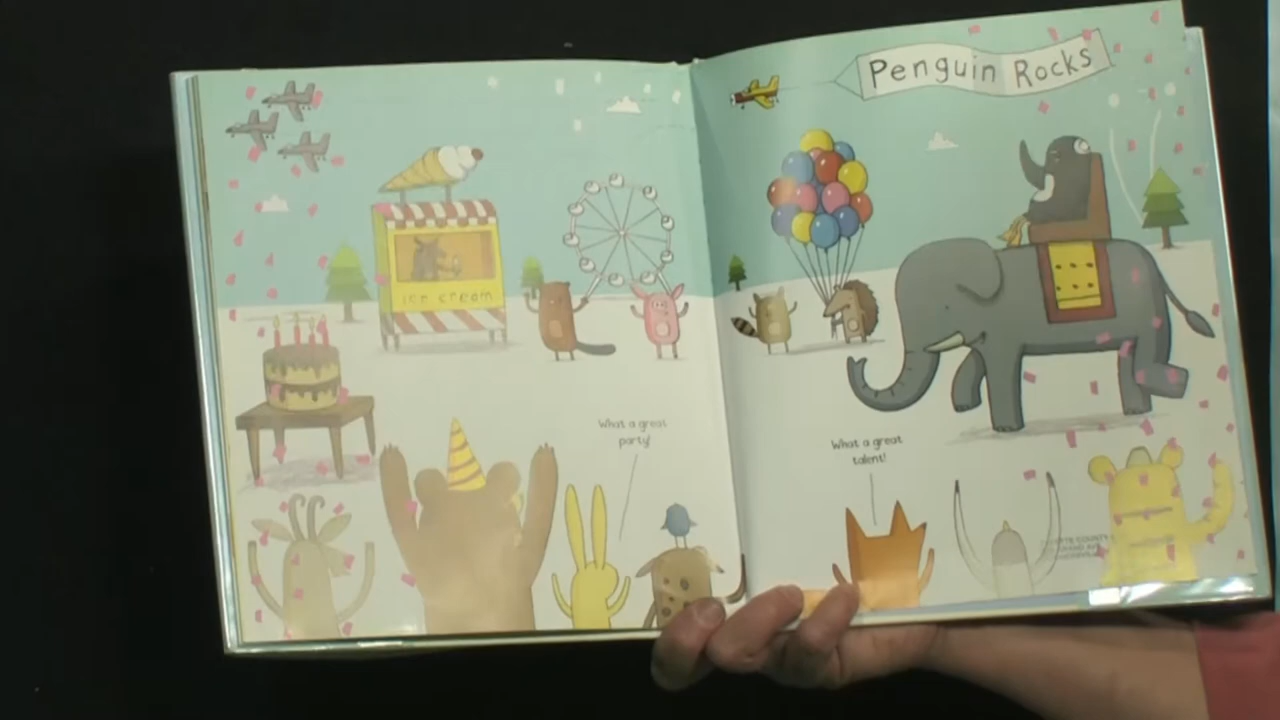 Penguin Rocks
ice cream
What a great
party!
What a great
talent!